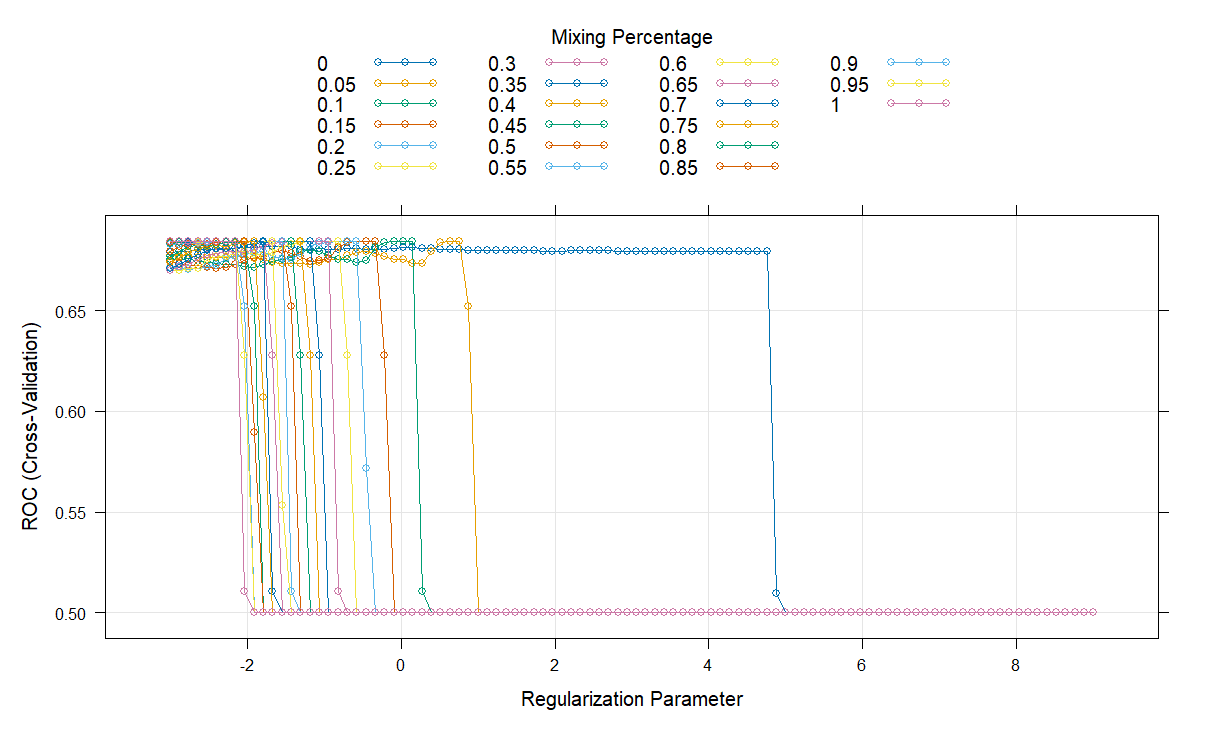 Mixing Percentage
0 0.3 0.6 0.9
0.05 0.35 0.65 0.95
0.1 0.4 0.7 1
0.15 0.45 0.75
0.2 0.5 0.8
0.25 0.55 0.85
ROC (Cross-Validation)
0.65
0.60
0.55
0.50
-2 0 2 4 6 8
Regularization Parameter